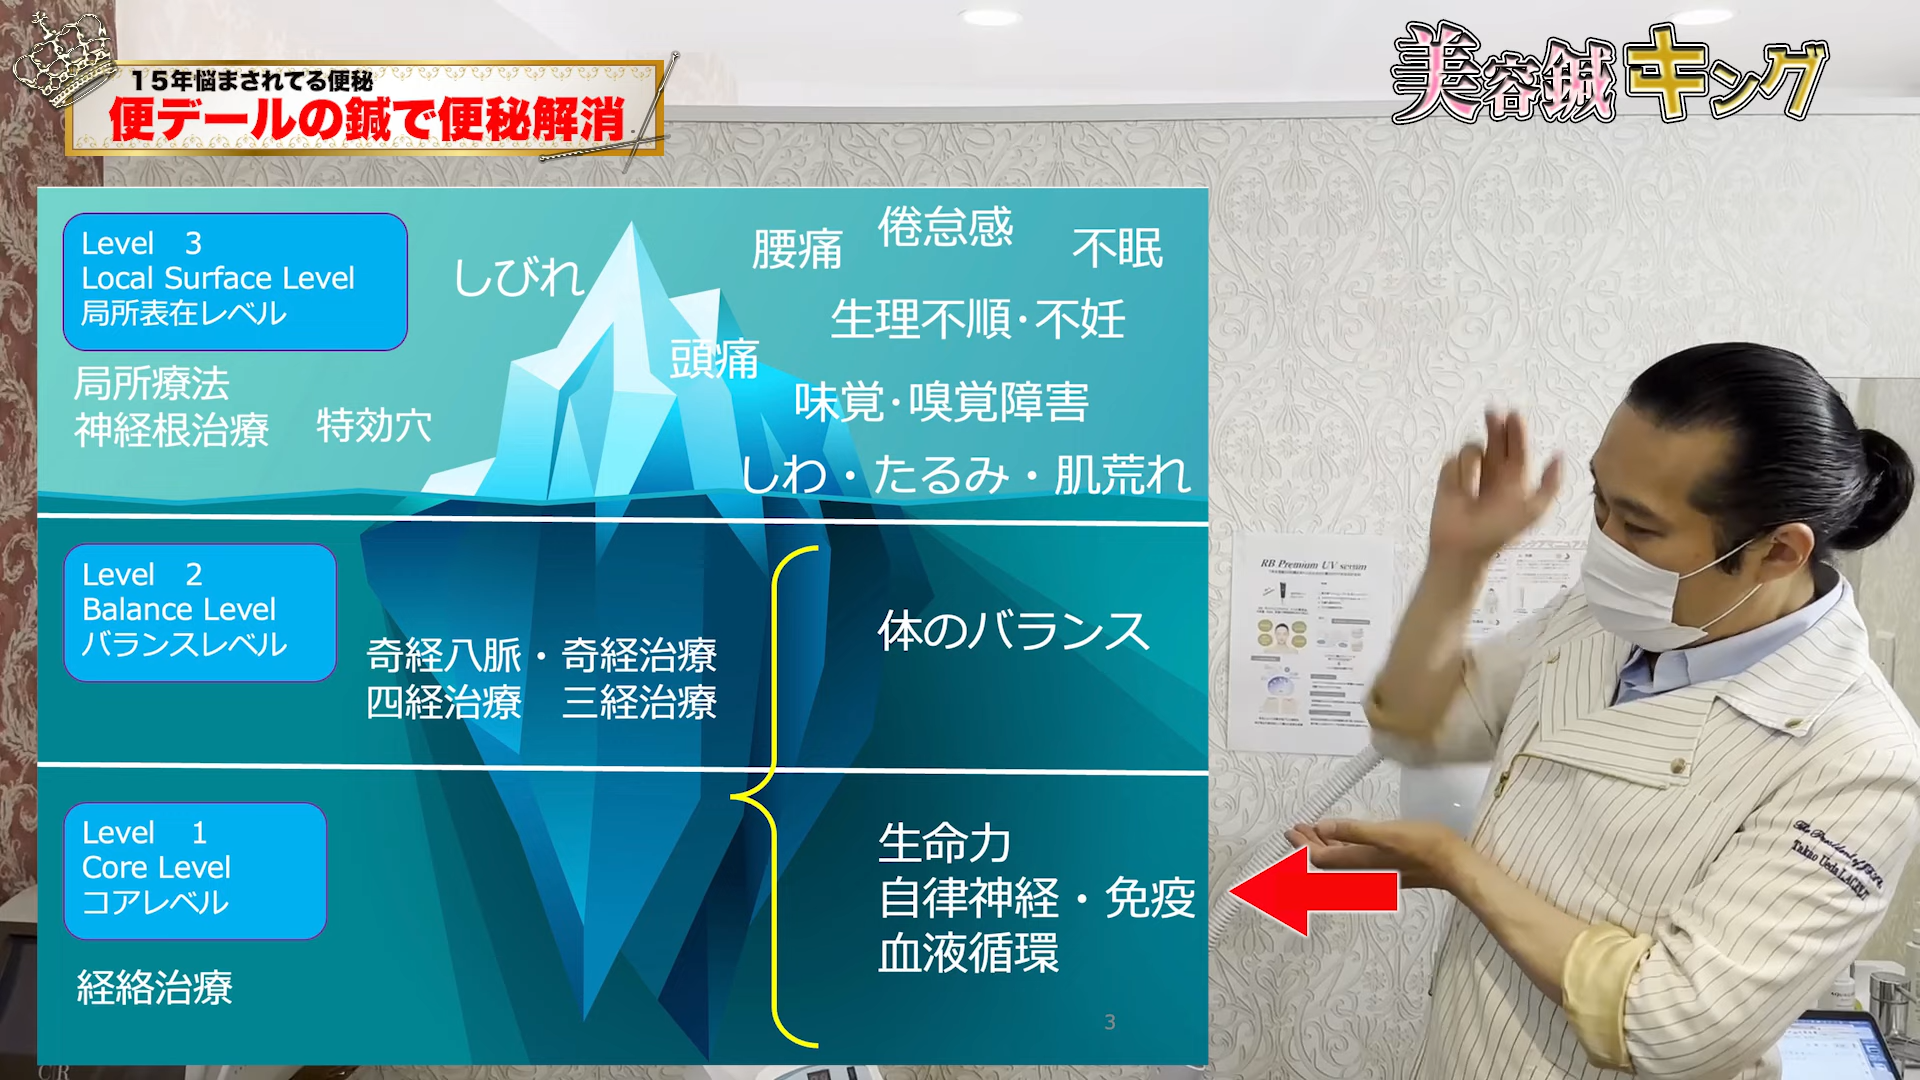 15年悩まされてる便秘
便デールの鍼で便秘解消
美容鍼キング
Level 3
Local Surface Level
局所表在レベル
局所療法
神経根治療
特効穴
しびれ
頭痛
腰痛
倦怠感
不眠
生理不順・不妊
味覚・嗅覚障害
しわ・たるみ・肌荒れ
Level 2
Balance Level
バランスレベル
奇経八脈・奇経治療
四経治療 三経治療
体のバランス
Level 1
Core Level
コアレベル
経絡治療
生命力
自律神経・免疫
血液循環
3
RB Premium UV serum
Takao Ueda